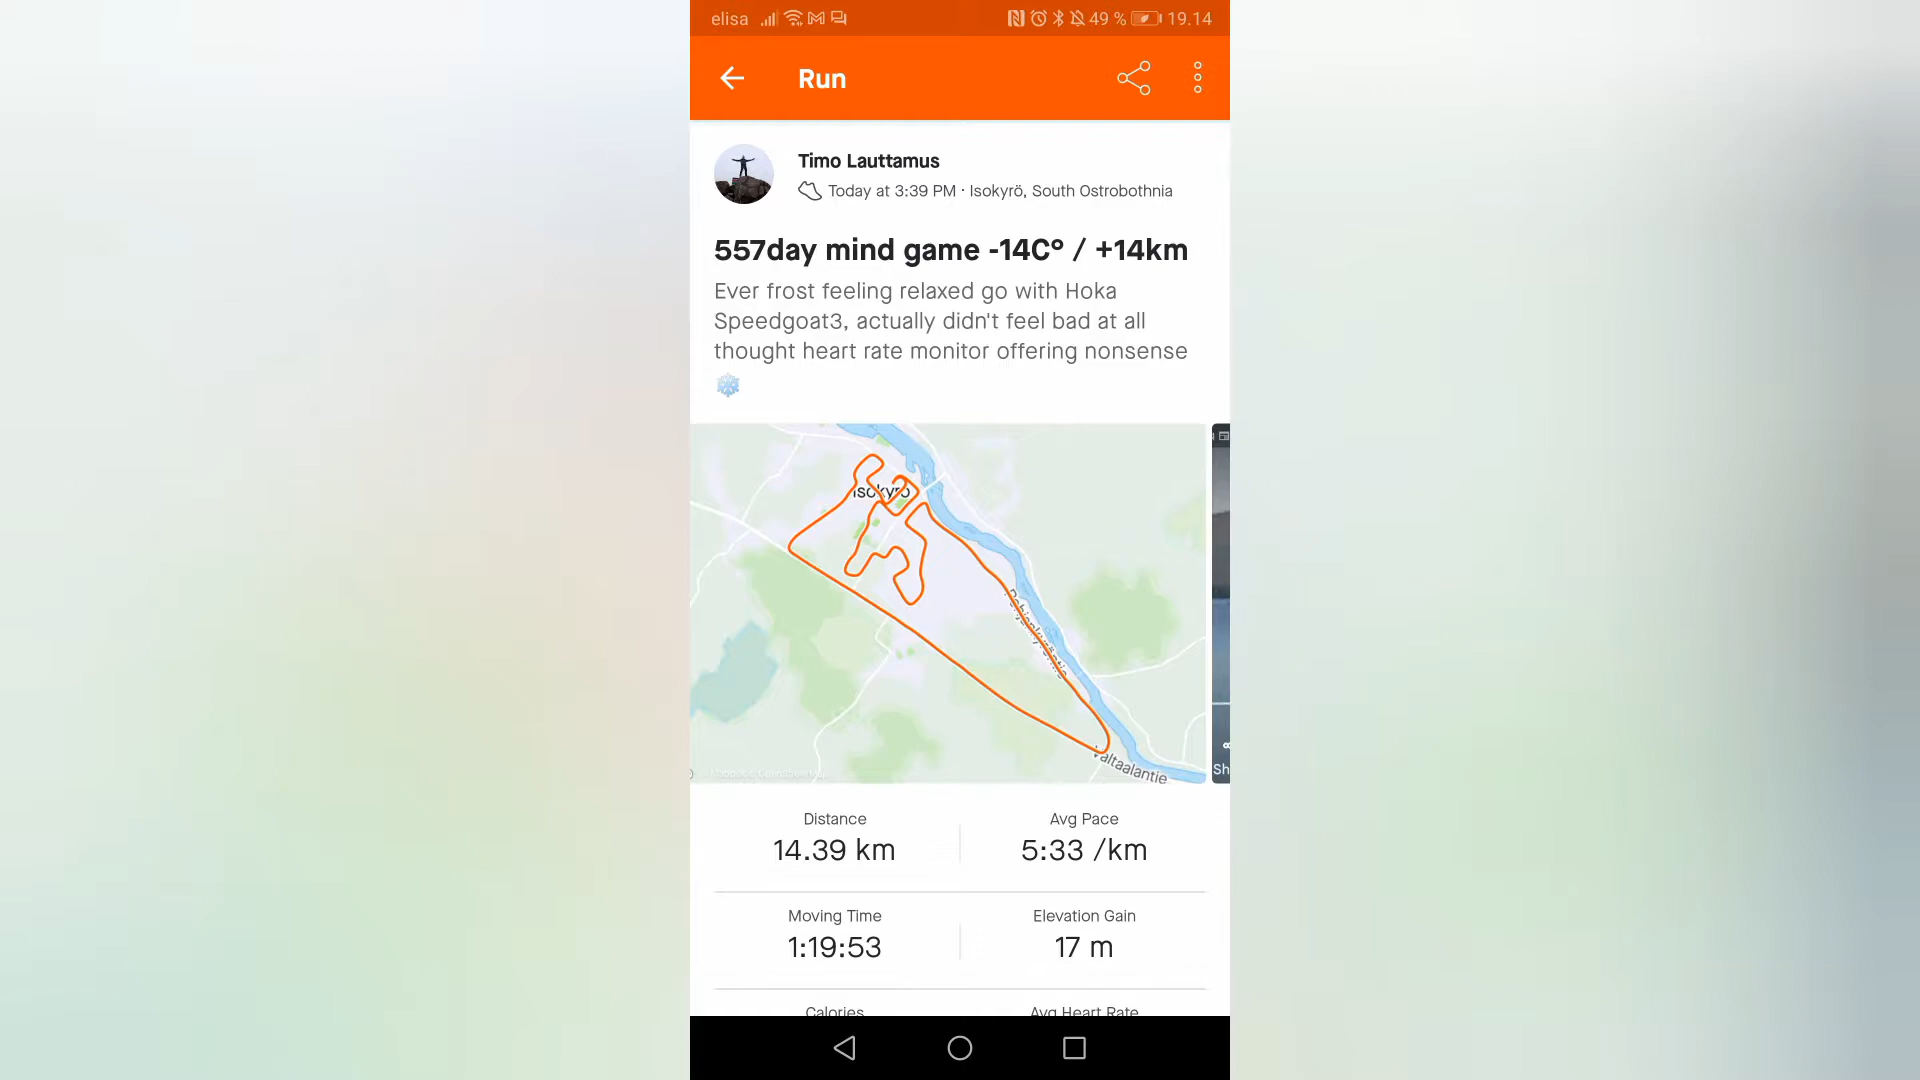 elisa 49 % 19.14
Run
Timo Lauttamus
Today at 3:39 PM · Isokyrö, South Ostrobothnia
557day mind game -14C° / +14km
Ever frost feeling relaxed go with Hoka
Speedgoat3, actually didn't feel bad at all
thought heart rate monitor offering nonsense
Isokyrö
Pohjankyröntie
Valtaalantie
Sh
Distance Avg Pace
14.39 km 5:33 /km
Moving Time Elevation Gain
1:19:53 17 m
Calories Avg Heart Rate